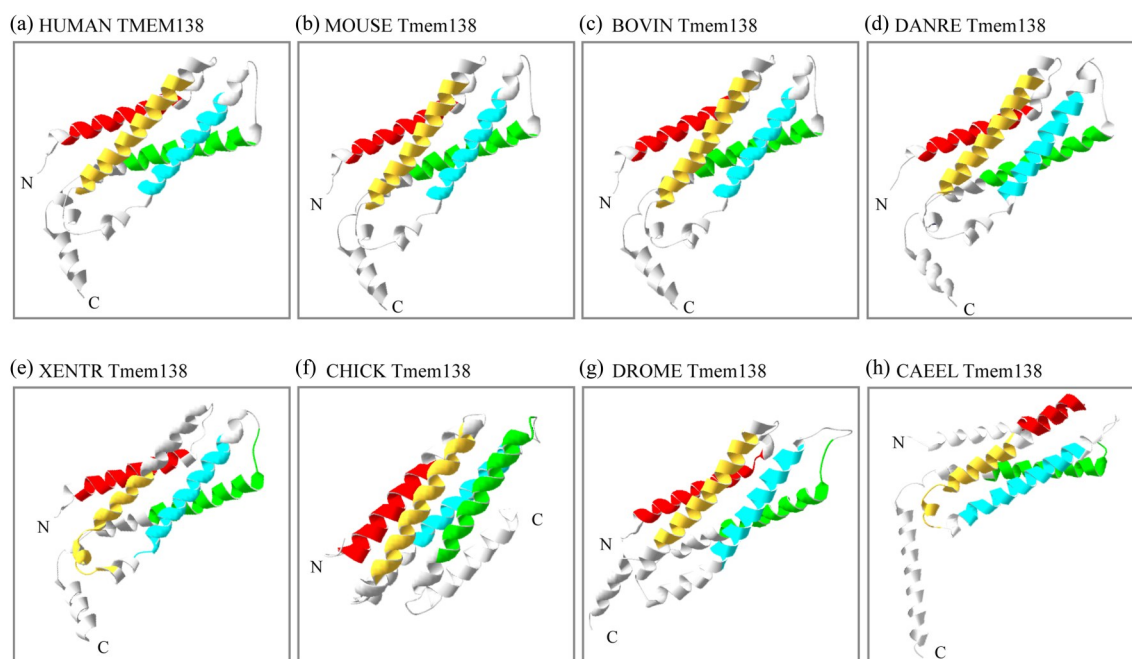 (a) HUMAN TMEM138
(b) MOUSE Tmem138
(c) BOVIN Tmem138
(d) DANRE Tmem138
N
C
N
C
N
C
N
C
(e) XENTR Tmem138
(f) CHICK Tmem138
(g) DROME Tmem138
(h) CAEEL Tmem138
N
C
N
C
N
C
N
C